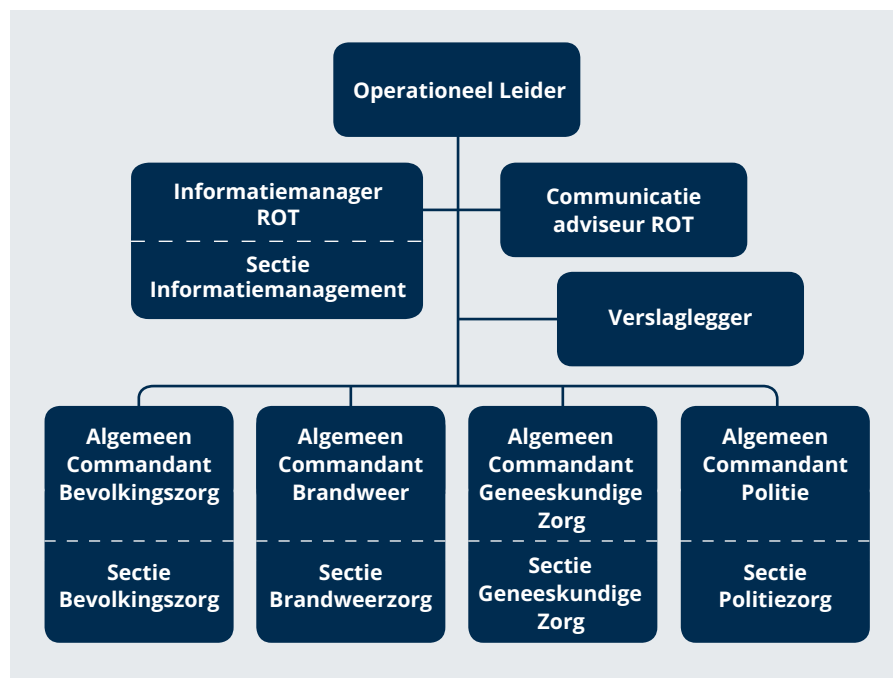 Operationeel Leider
Informatiemanager
ROT
Sectie
Informatiemanagement
Communicatie
adviseur ROT
Verslaglegger
Algemeen
Commandant
Bevolkingszorg
Sectie
Bevolkingszorg
Algemeen
Commandant
Brandweer
Sectie
Brandweerzorg
Algemeen
Commandant
Geneeskundige
Zorg
Sectie
Geneeskundige
Zorg
Algemeen
Commandant
Politie
Sectie
Politiezorg